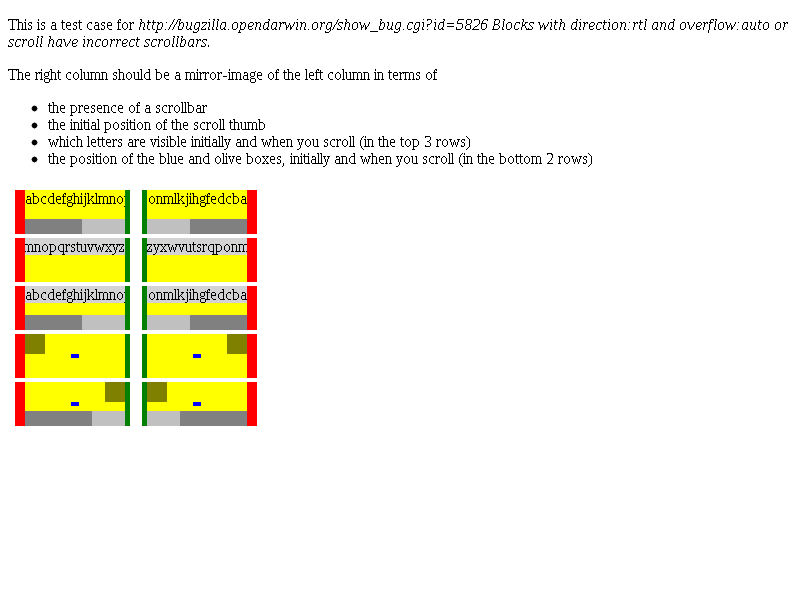 This is a test case for http://bugzilla.opendarwin.org/show_bug.cgi?id=5826 Blocks with direction:rtl and overflow:auto or
scroll have incorrect scrollbars.
The right column should be a mirror-image of the left column in terms of
the presence of a scrollbar
the initial position of the scroll thumb
which letters are visible initially and when you scroll (in the top 3 rows)
the position of the blue and olive boxes, initially and when you scroll (in the bottom 2 rows)
abcdefghijklmnop onmlkjihgfedcba
mnopqrstuvwxyz zyxwvutsrqponm
abcdefghijklmnop onmlkjihgfedcba